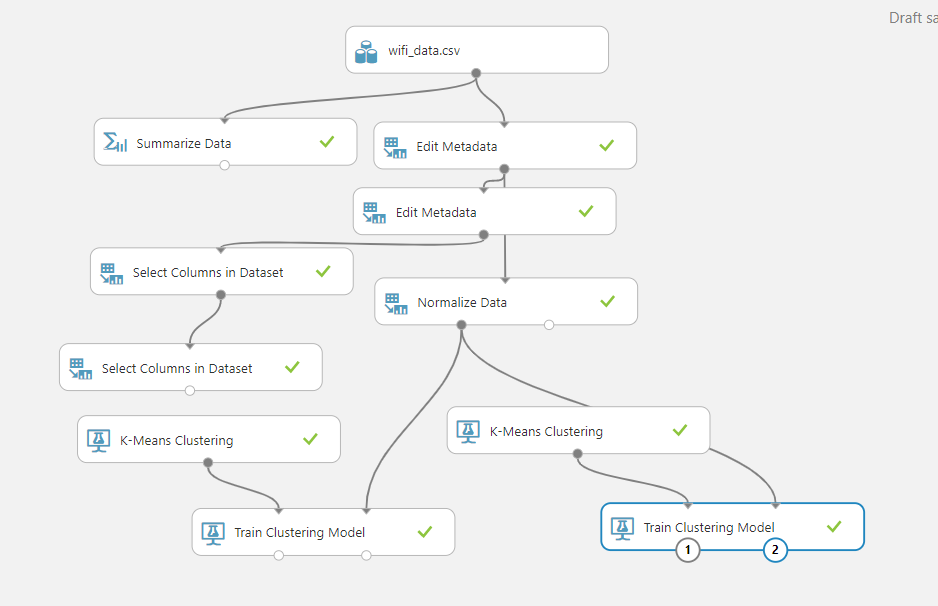 Draft sa
wifi_data.csv
Summarize Data
Edit Metadata
Edit Metadata
Select Columns in Dataset
Normalize Data
Select Columns in Dataset
K-Means Clustering
K-Means Clustering
Train Clustering Model
Train Clustering Model
1
2